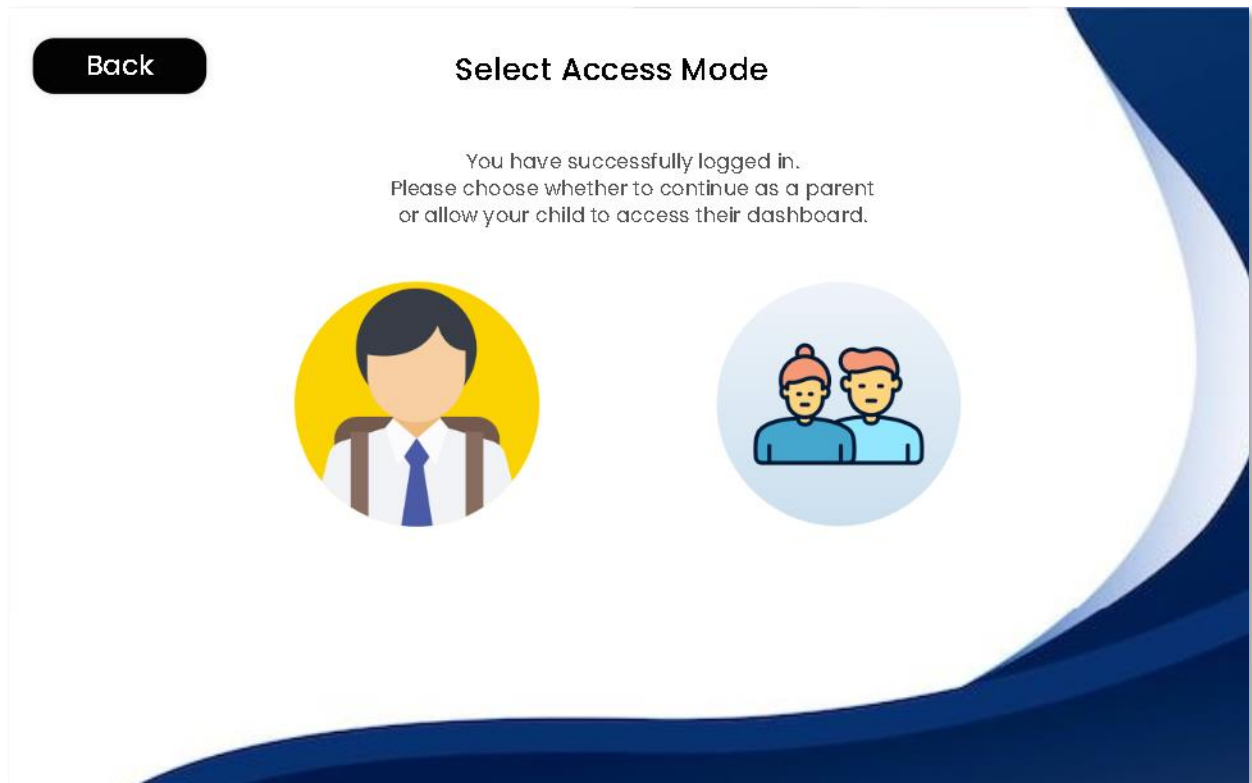 Back
Select Access Mode
You have successfully logged in.
Please choose whether to continue as a parent
or allow your child to access their dashboard.